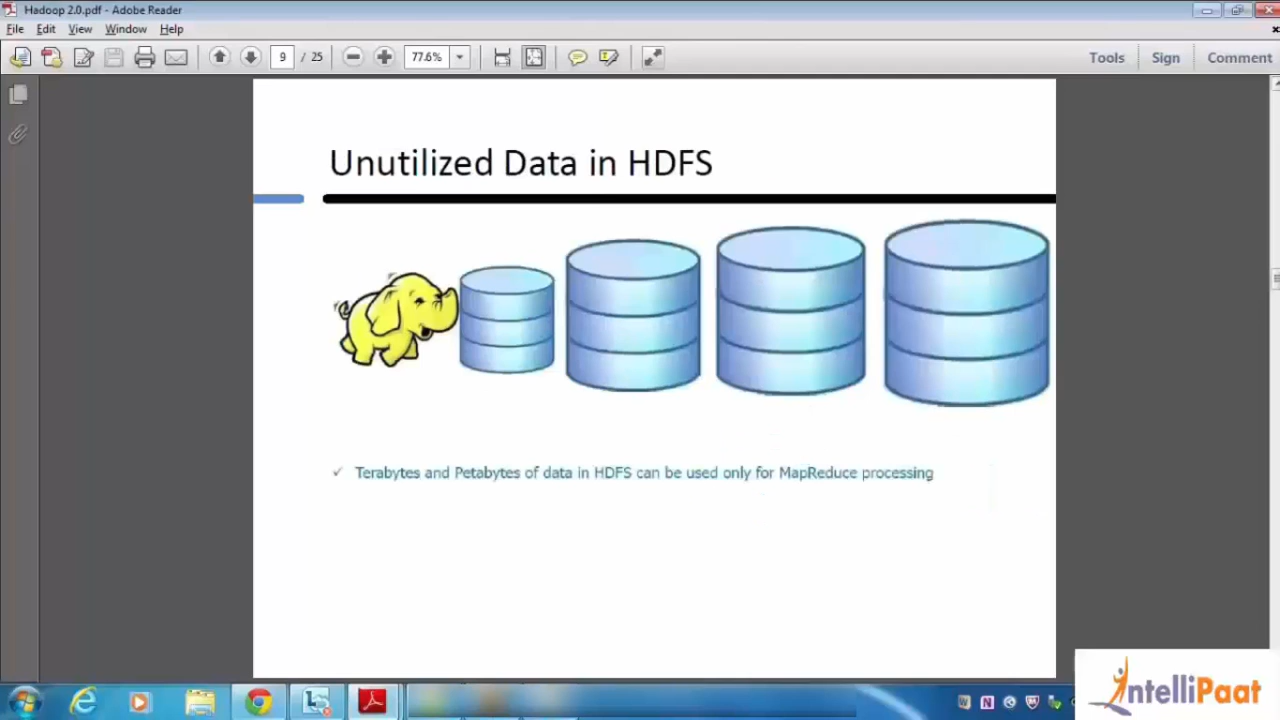 Hadoop 2.0.pdf - Adobe Reader
File Edit View Window Help
9 / 25 77.6% Tools Sign Comment
Unutilized Data in HDFS
✓ Terabytes and Petabytes of data in HDFS can be used only for MapReduce processing
IntelliPaat